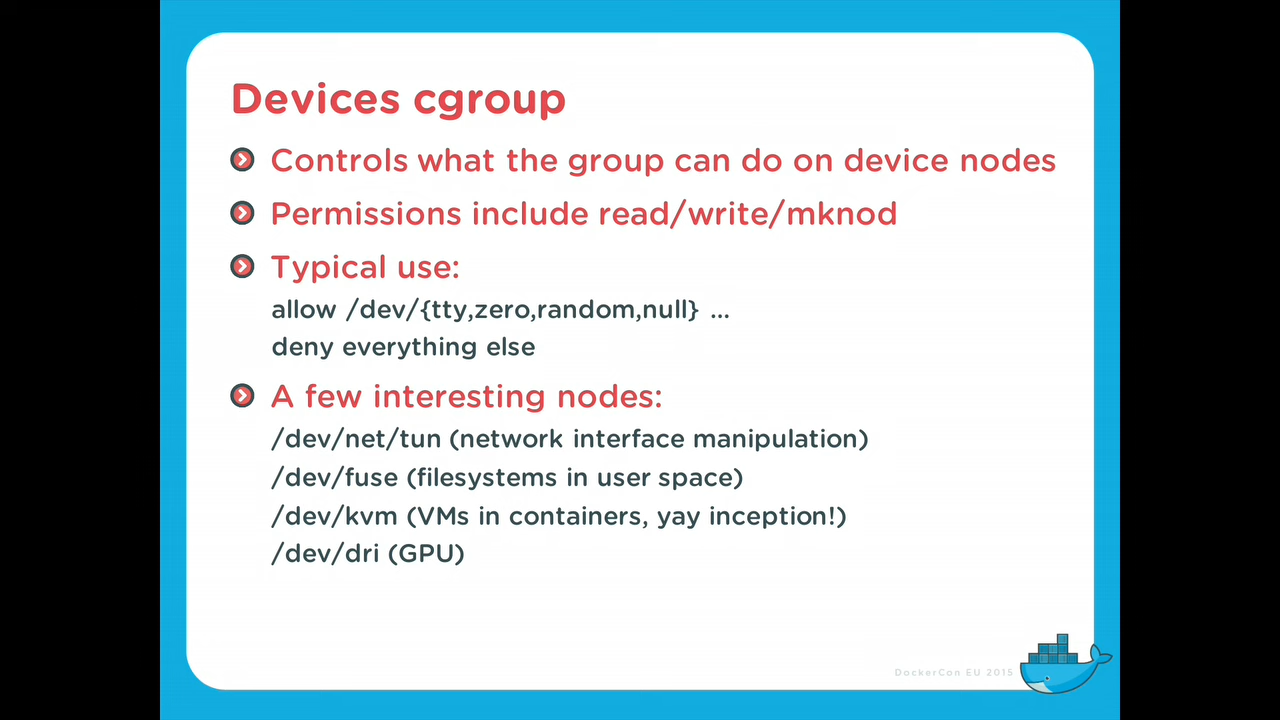 Devices cgroup
Controls what the group can do on device nodes
Permissions include read/write/mknod
Typical use:
allow /dev/{tty,zero,random,null} ...
deny everything else
A few interesting nodes:
/dev/net/tun (network interface manipulation)
/dev/fuse (filesystems in user space)
/dev/kvm (VMs in containers, yay inception!)
/dev/dri (GPU)
DockerCon EU 2015